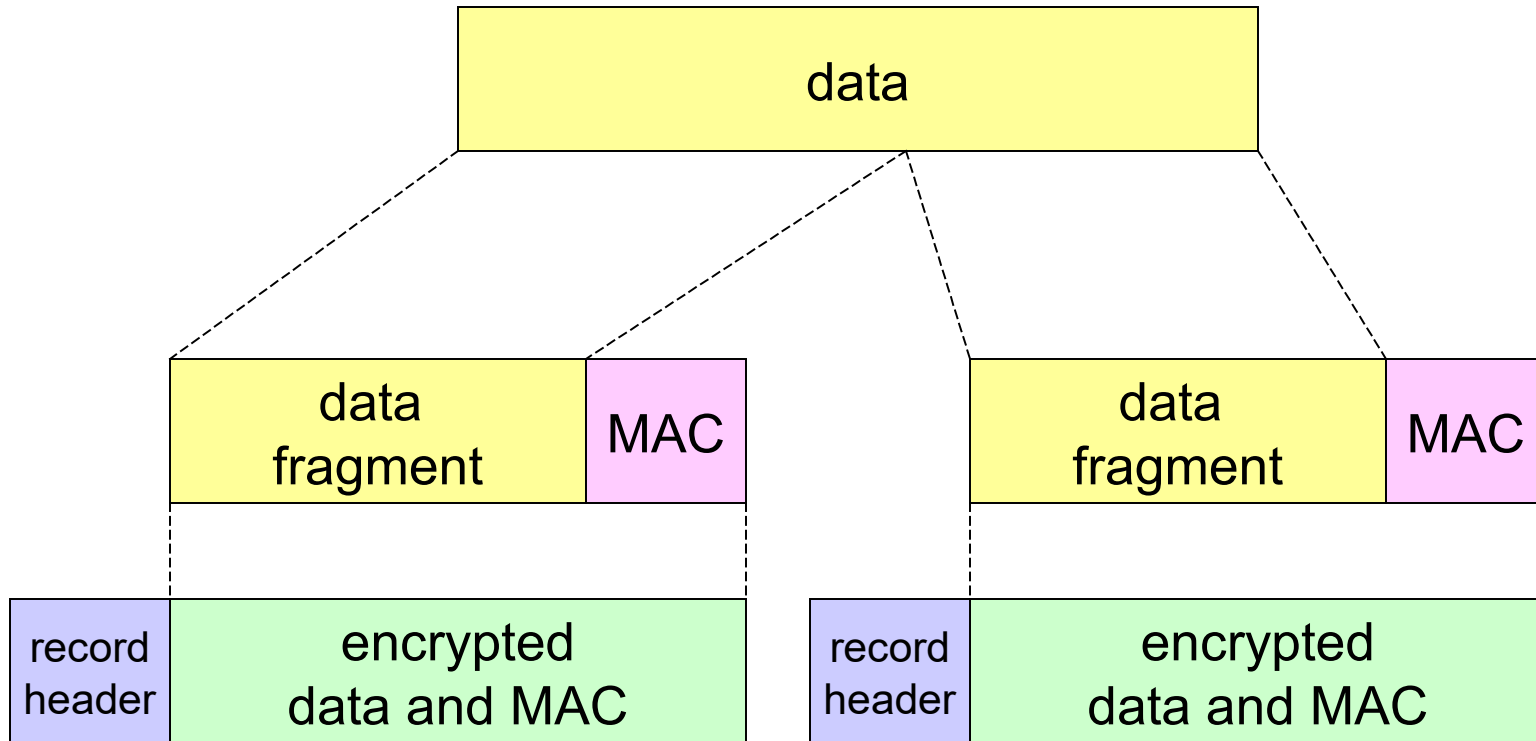 data
data
fragment
MAC
data
fragment
MAC
record
header
encrypted
data and MAC
record
header
encrypted
data and MAC